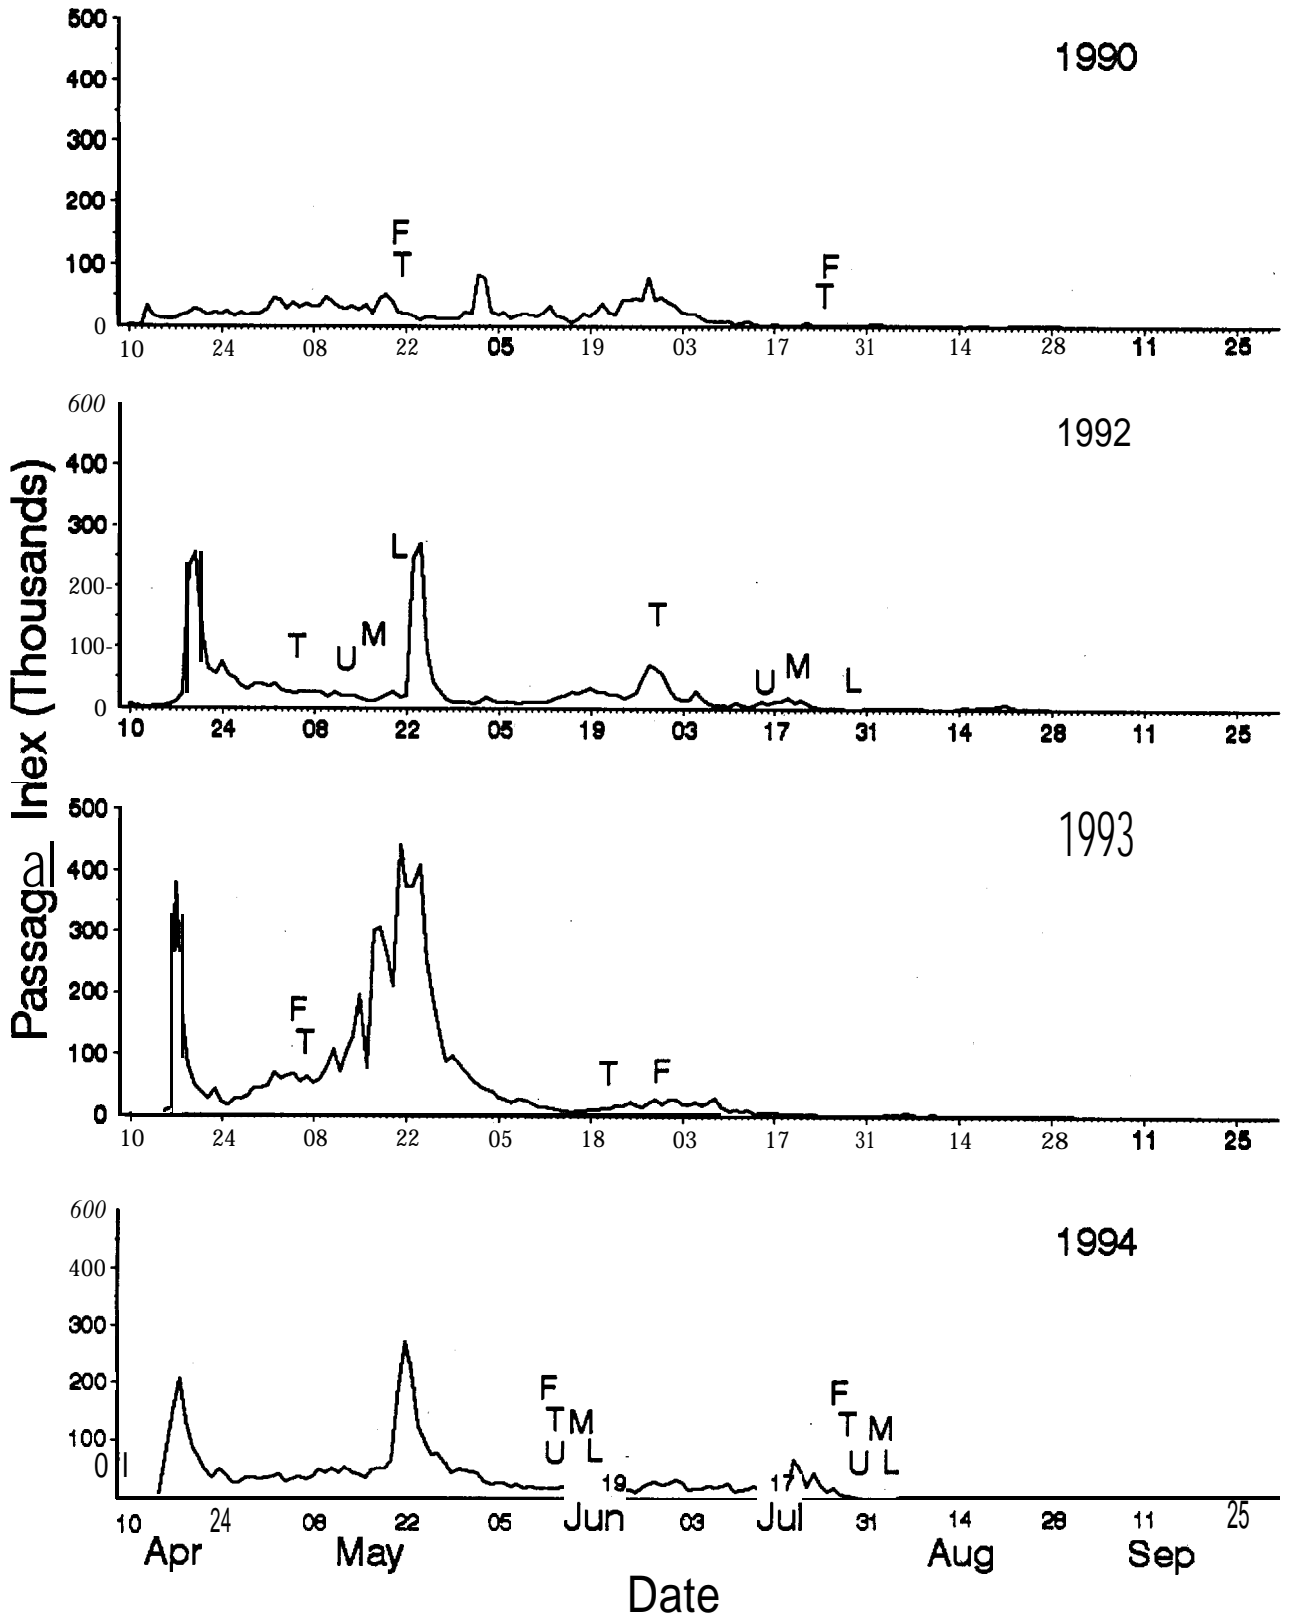 Passagal Inex (Thousands)
1990
500
400
300
200
100
0
F
T
F
T
10 24 08 22 05 19 03 17 31 14 28 11 25
1992
600
400
300
200-
100-
0
L
T
U
M
T
U
M
L
10 24 08 22 05 19 03 17 31 14 28 11 25
1993
500
400
300
200
100
0
F
T
T
F
10 24 08 22 05 18 03 17 31 14 28 11 25
1994
600
400
300
200
100
0
F
T M
U L
F
T M
U L
19
17
10 24 08 22 05 Jun 03 Jul 31 14 28 11 25
Apr May Aug Sep
Date